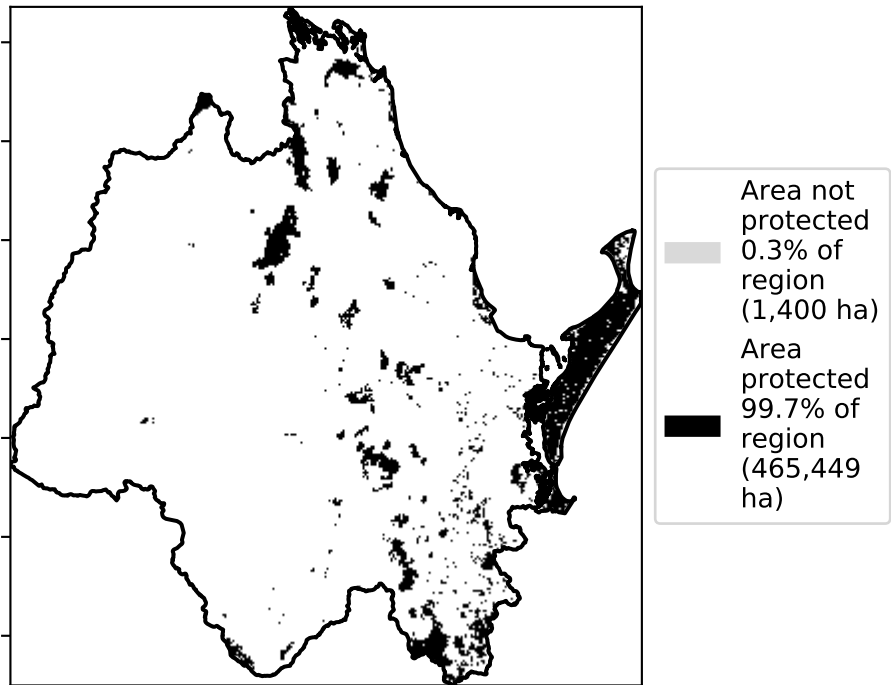 Area not
protected
0.3% of
region
(1,400 ha)
Area
protected
99.7% of
region
(465,449
ha)